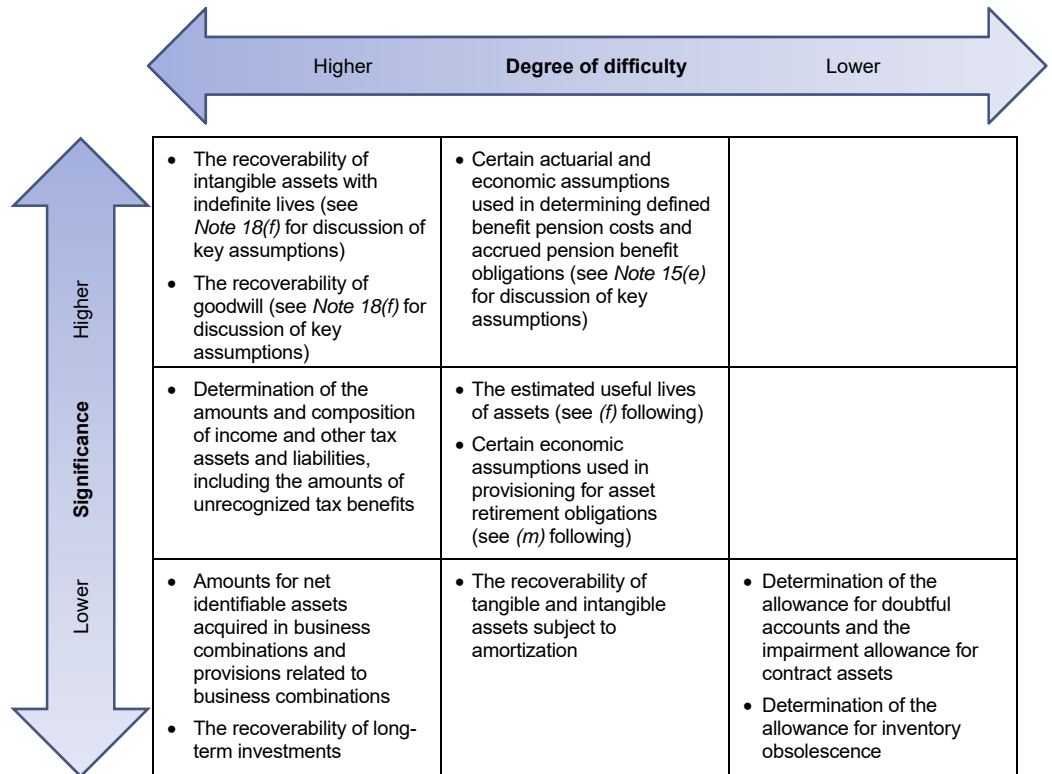 Higher Degree of difficulty Lower
Higher
Significance
Lower
• The recoverability of
intangible assets with
indefinite lives (see
Note 18(f) for discussion of
key assumptions)
• The recoverability of
goodwill (see Note 18(f) for
discussion of key
assumptions)
• Certain actuarial and
economic assumptions
used in determining defined
benefit pension costs and
accrued pension benefit
obligations (see Note 15(e)
for discussion of key
assumptions)
• Determination of the
amounts and composition
of income and other tax
assets and liabilities,
including the amounts of
unrecognized tax benefits
• The estimated useful lives
of assets (see (f) following)
• Certain economic
assumptions used in
provisioning for asset
retirement obligations
(see (m) following)
• Amounts for net
identifiable assets
acquired in business
combinations and
provisions related to
business combinations
• The recoverability of long-
term investments
• The recoverability of
tangible and intangible
assets subject to
amortization
• Determination of the
allowance for doubtful
accounts and the
impairment allowance for
contract assets
• Determination of the
allowance for inventory
obsolescence